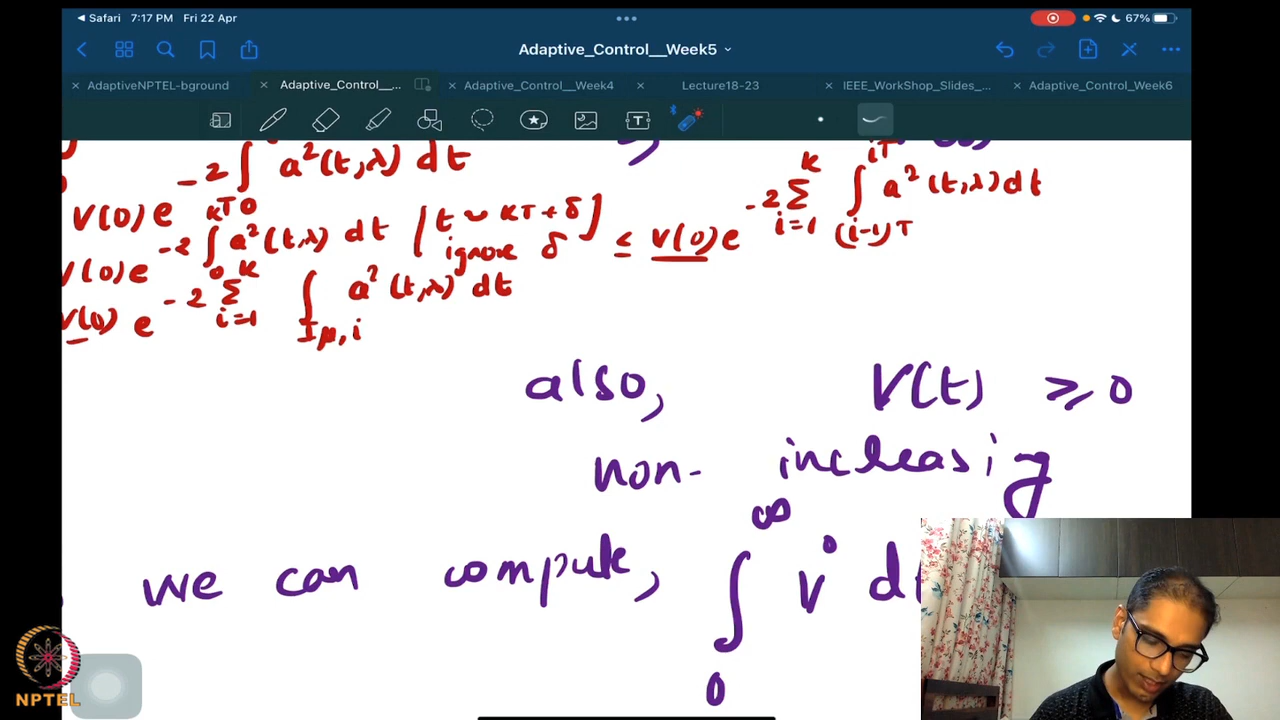 Safari 7:17 PM Fri 22 Apr 67%
Adaptive_Control__Week5
AdaptiveNPTEL-bground Adaptive_Control__... Adaptive_Control__Week4 Lecture18-23 IEEE_WorkShop_Slides_... Adaptive_Control__Week6
-2 ∫ a²(t,λ) dt
V(0) e^{-2 ∫_0^{kT} a²(t,λ) dt} [t ~ kT + δ] ≤ V(0) e^{-2 Σ_{i=1}^{k} ∫_{(i-1)T}^{iT} a²(t,λ) dt}
ignore δ
V(0) e^{-2 Σ_{i=1}^{k} ∫_{I_{μ,i}} a²(t,λ) dt}
also, V(t) ≥ 0
non- increasing
we can compute, ∫_0^∞ V̇ d
NPTEL